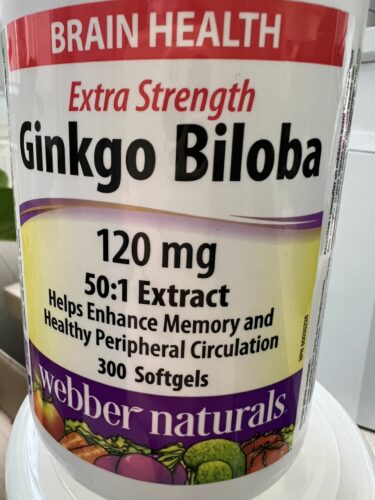 BRAIN HEALTH
Extra Strength
Ginkgo Biloba
120 mg
50:1 Extract
Helps Enhance Memory and
Healthy Peripheral Circulation
300 Softgels
webber naturals